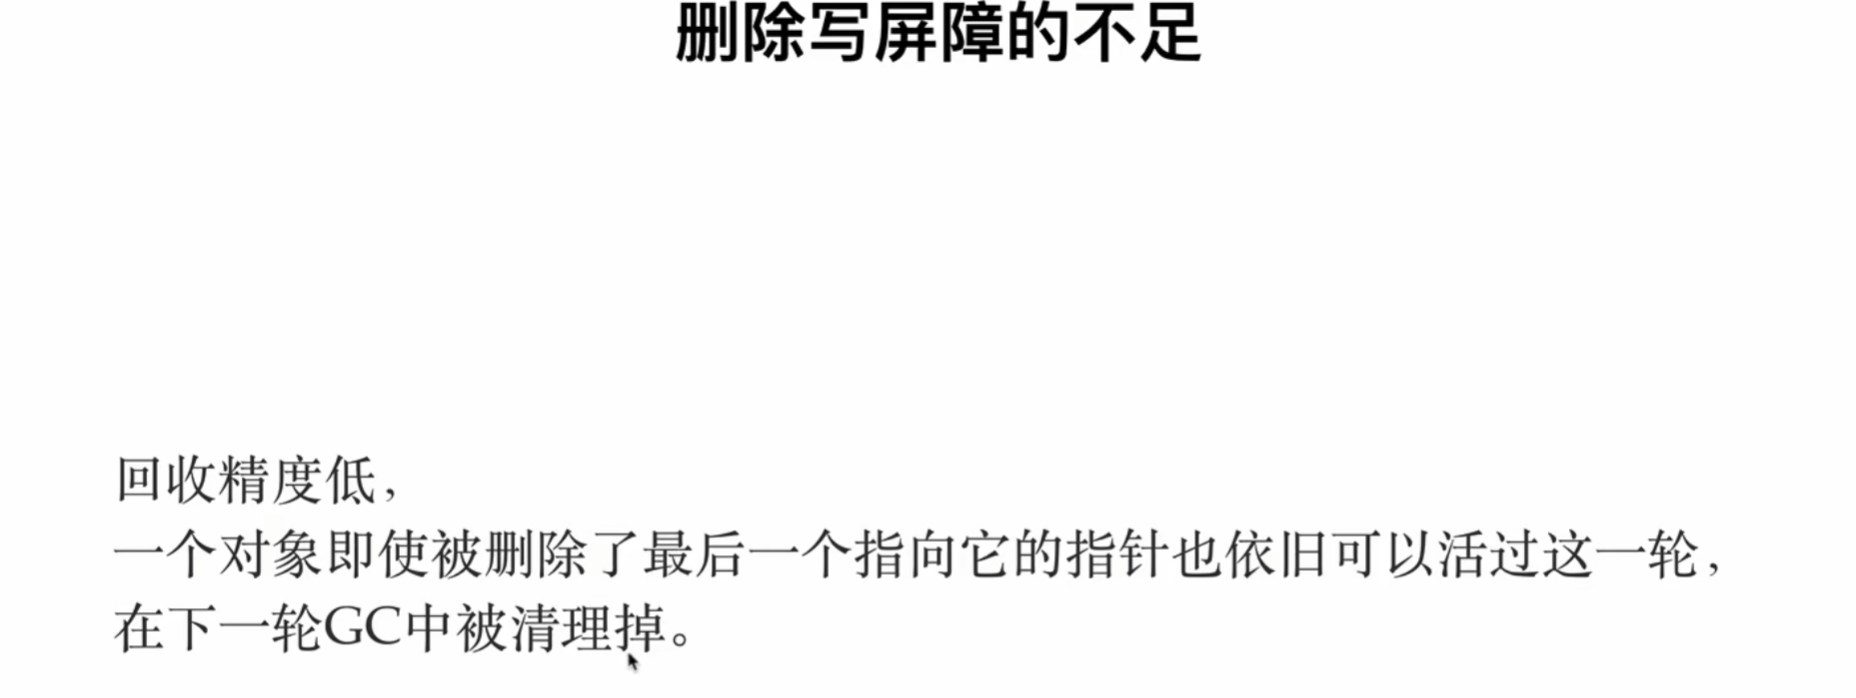 删除写屏障的不足
回收精度低，
一个对象即使被删除了最后一个指向它的指针也依旧可以活过这一轮，
在下一轮GC中被清理掉。